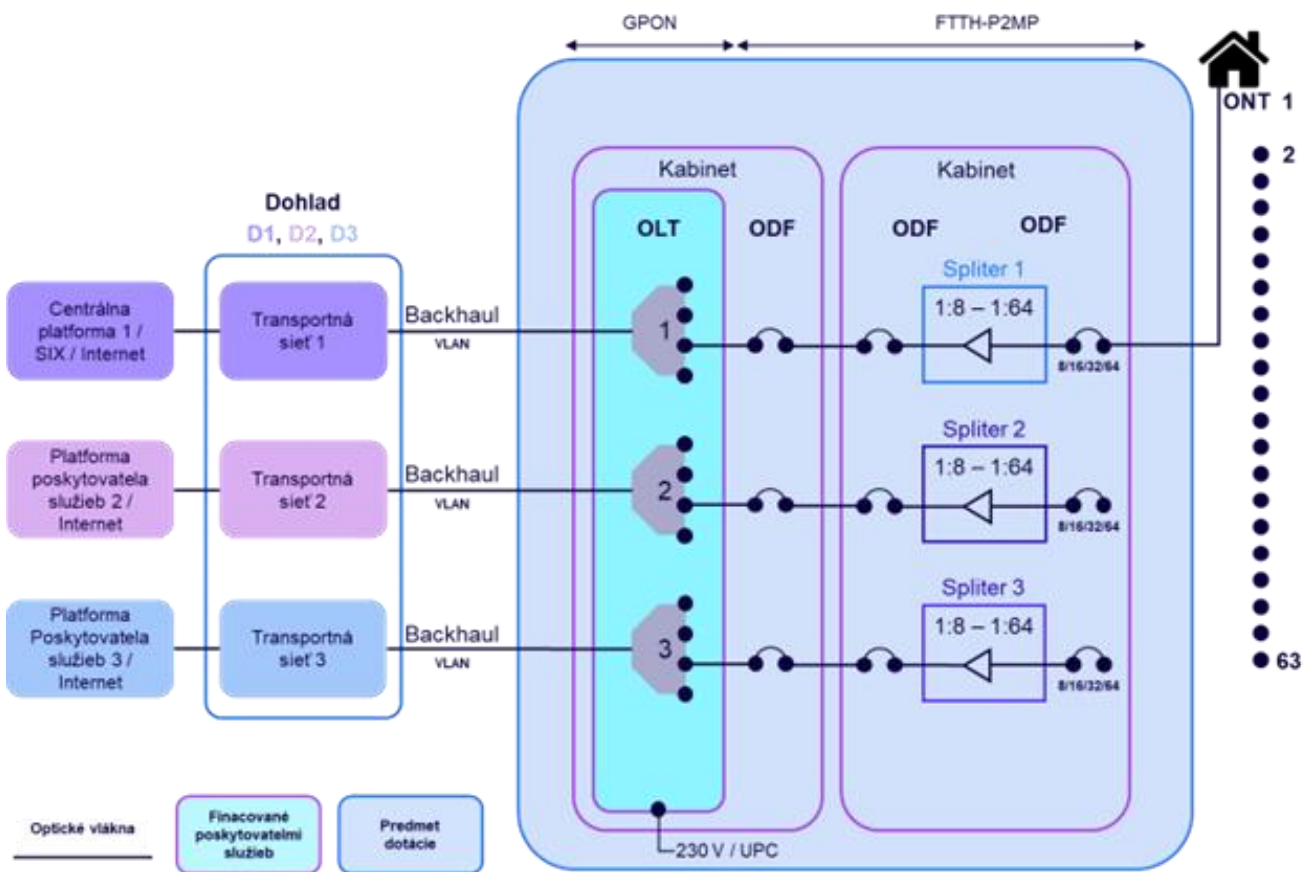 GPON
FTTH-P2MP
ONT 1
2
63
Kabinet
Kabinet
Dohlad
D1, D2, D3
OLT
ODF
ODF
ODF
Centrálna
platforma 1 /
SIX / Internet
Transportná
sieť 1
Backhaul
VLAN
1
Spliter 1
1:8 – 1:64
8/16/32/64
Platforma
poskytovatela
služieb 2 /
Internet
Transportná
sieť 2
Backhaul
VLAN
2
Spliter 2
1:8 – 1:64
8/16/32/64
Platforma
Poskytovatela
služieb 3 /
Internet
Transportná
sieť 3
Backhaul
VLAN
3
Spliter 3
1:8 – 1:64
8/16/32/64
230 V / UPC
Optické vlákna
Finacované
poskytovatelmi
služieb
Predmet
dotácie